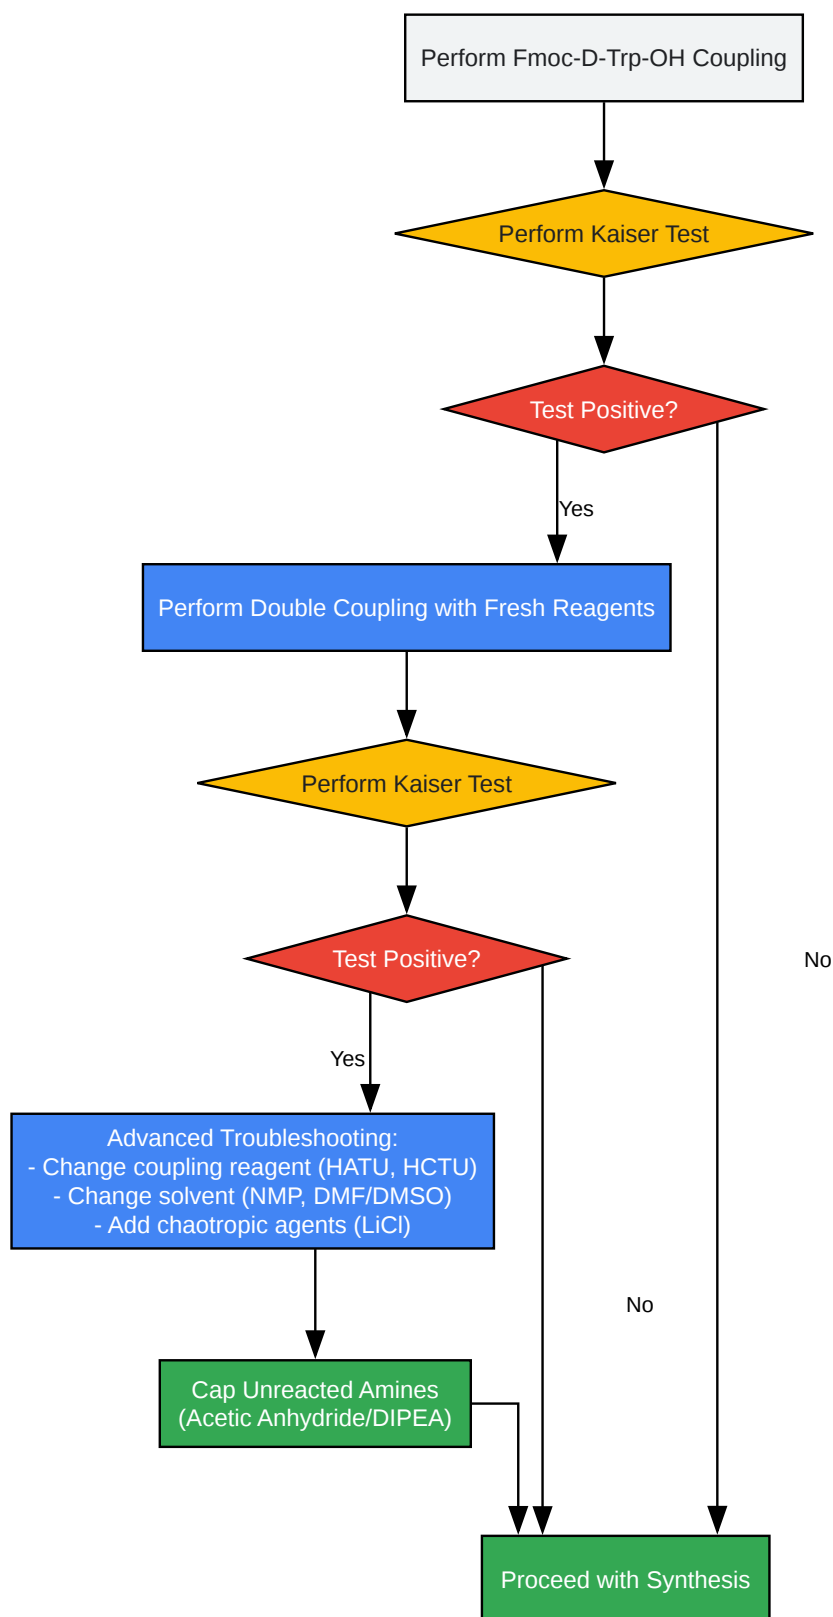 Perform Fmoc-D-Trp-OH Coupling
Perform Kaiser Test
Test Positive?
Yes
Perform Double Coupling with Fresh Reagents
Perform Kaiser Test
Test Positive?
No
Yes
Advanced Troubleshooting:
- Change coupling reagent (HATU, HCTU)
- Change solvent (NMP, DMF/DMSO)
- Add chaotropic agents (LiCl)
No
Cap Unreacted Amines
(Acetic Anhydride/DIPEA)
Proceed with Synthesis